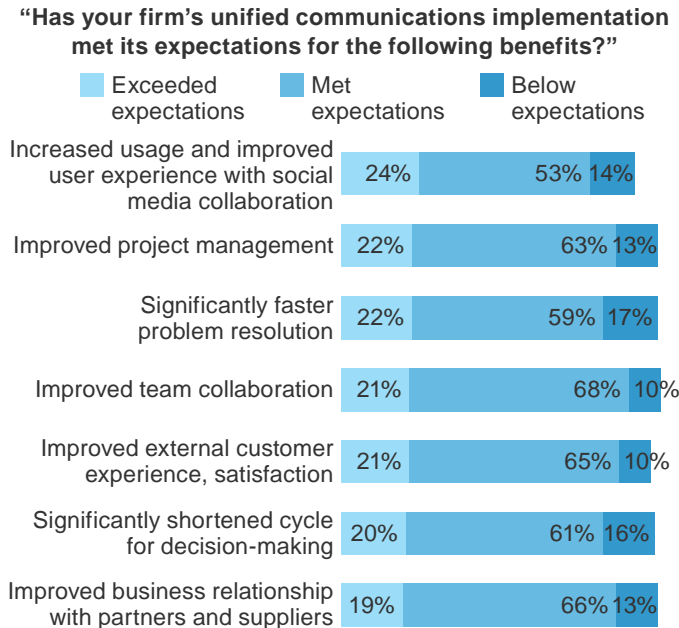 “Has your firm’s unified communications implementation
met its expectations for the following benefits?”
Exceeded
expectations
Met
expectations
Below
expectations
Increased usage and improved
user experience with social
media collaboration
24% 53% 14%
Improved project management 22% 63% 13%
Significantly faster
problem resolution
22% 59% 17%
Improved team collaboration 21% 68% 10%
Improved external customer
experience, satisfaction
21% 65% 10%
Significantly shortened cycle
for decision-making
20% 61% 16%
Improved business relationship
with partners and suppliers
19% 66% 13%